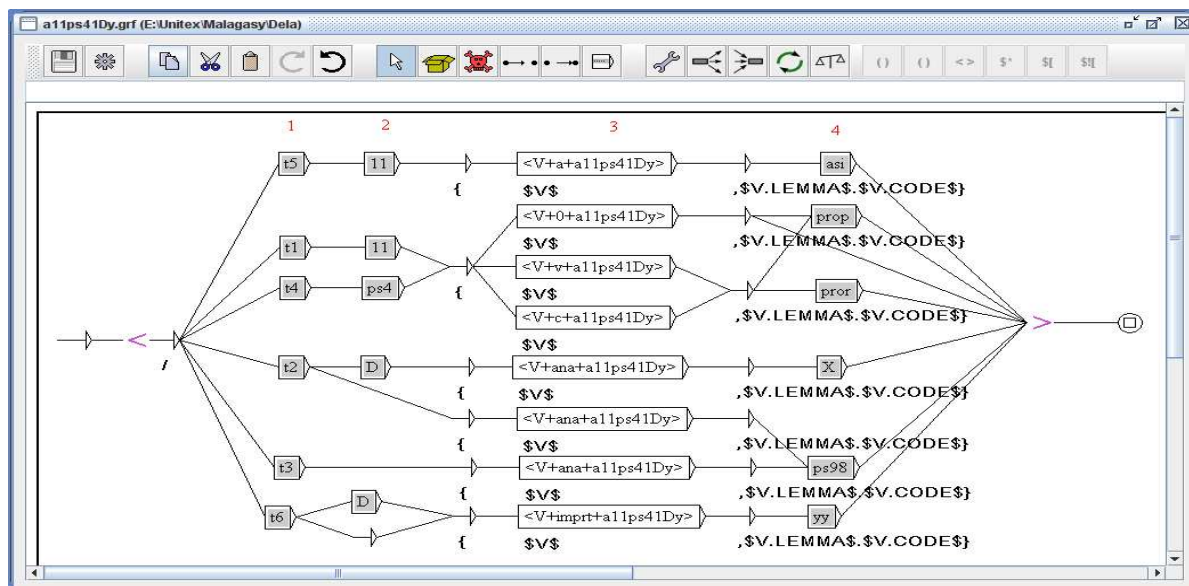 a11ps41Dy.grf (E:\Unitex\Malagasy\Dela)
( ) ( ) < > $* $[ $![
1 2 3 4
t5 11 <V+a+a11ps41Dy> asi
{ $V$ ,$V.LEMMA$.$V.CODE$}
<V+0+a11ps41Dy> prop
$V$ ,$V.LEMMA$.$V.CODE$}
t1 11 <V+v+a11ps41Dy>
t4 ps4 { $V$ pror
<V+c+a11ps41Dy> ,$V.LEMMA$.$V.CODE$}
$V$
< / >
t2 D <V+ana+a11ps41Dy> X
{ $V$ ,$V.LEMMA$.$V.CODE$}
<V+ana+a11ps41Dy>
{ $V$ ,$V.LEMMA$.$V.CODE$}
t3 <V+ana+a11ps41Dy> ps98
{ $V$ ,$V.LEMMA$.$V.CODE$}
t6 D <V+imprt+a11ps41Dy> yy
{ $V$ ,$V.LEMMA$.$V.CODE$}